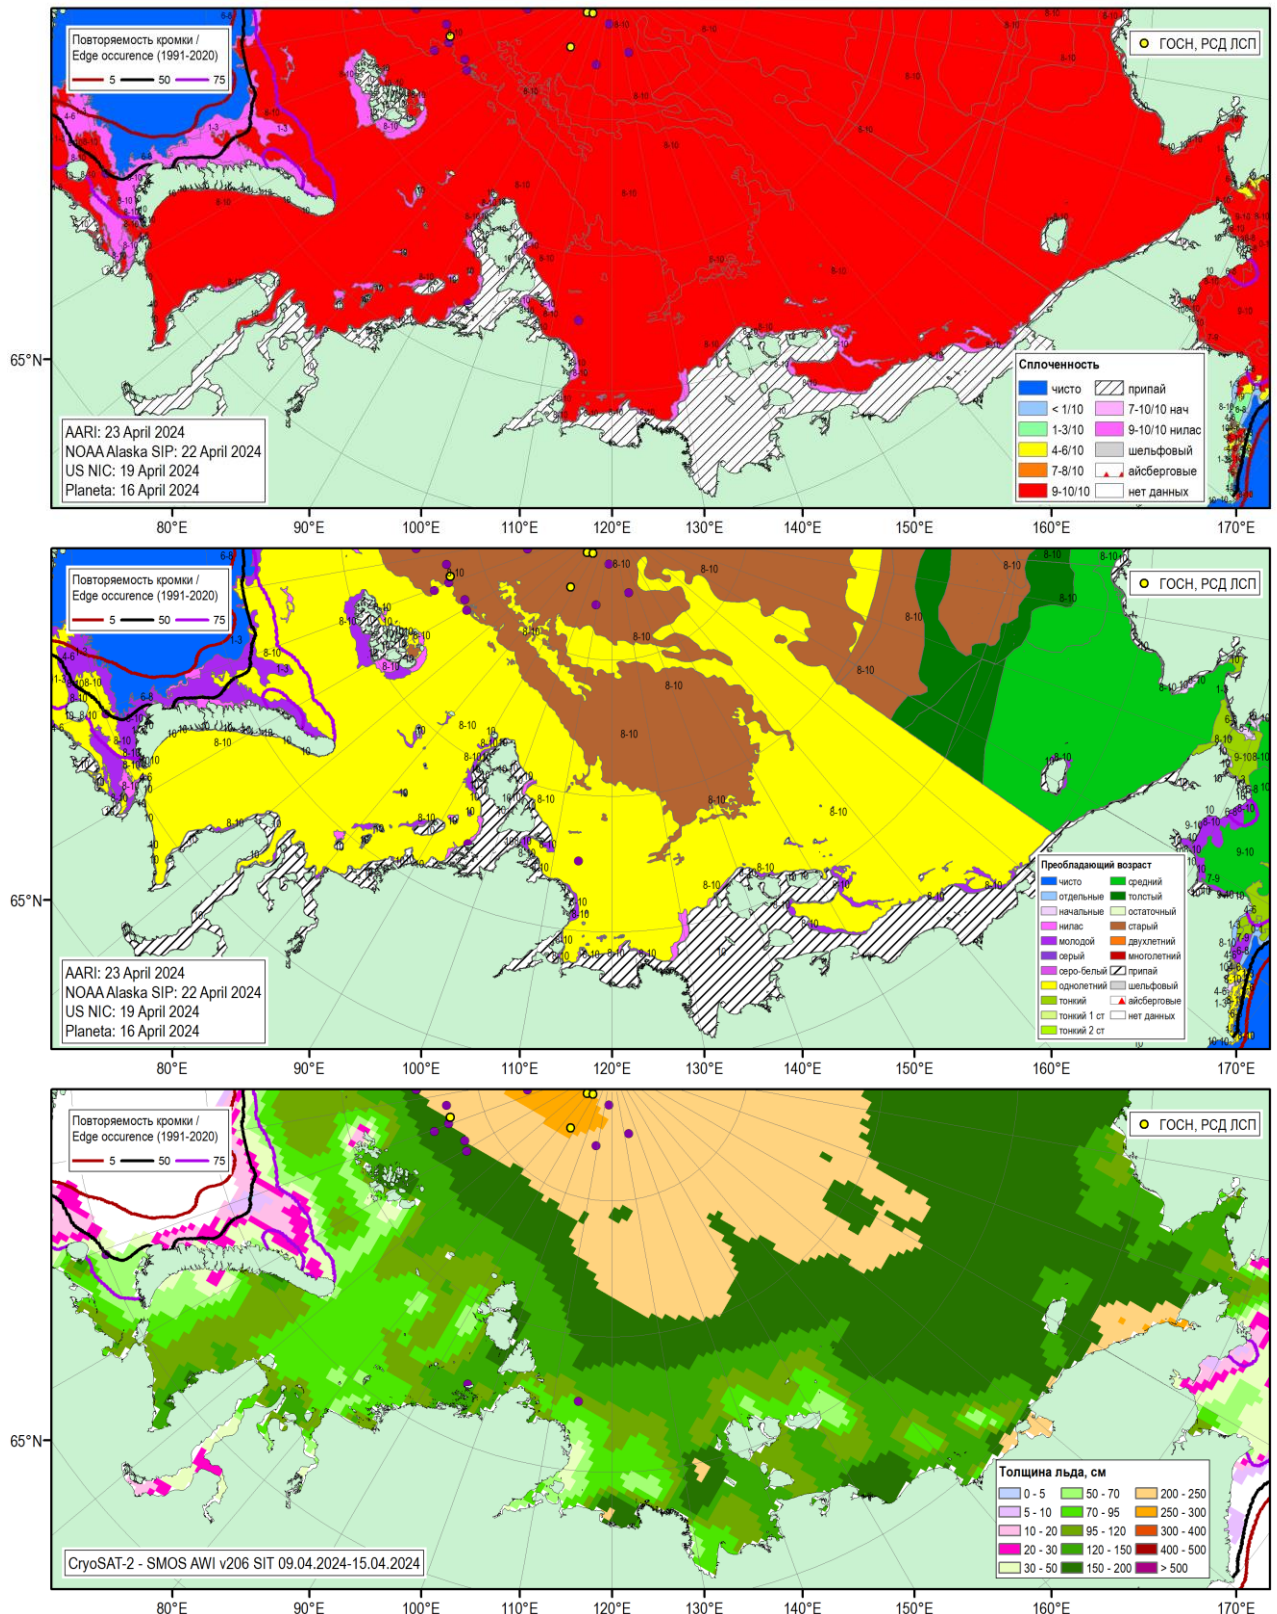 Повторяемость кромки /
Edge occurence (1991-2020)
5 50 75
ГОСН, РСД ЛСП
65°N
AARI: 23 April 2024
NOAA Alaska SIP: 22 April 2024
US NIC: 19 April 2024
Planeta: 16 April 2024
Сплоченность
чисто припай
< 1/10 7-10/10 нач
1-3/10 9-10/10 нилас
4-6/10 шельфовый
7-8/10 айсберговые
9-10/10 нет данных
80°E 90°E 100°E 110°E 120°E 130°E 140°E 150°E 160°E 170°E
Повторяемость кромки /
Edge occurence (1991-2020)
5 50 75
ГОСН, РСД ЛСП
65°N
AARI: 23 April 2024
NOAA Alaska SIP: 22 April 2024
US NIC: 19 April 2024
Planeta: 16 April 2024
Преобладающий возраст
чисто средний
отдельные толстый
начальные остаточный
нилас старый
молодой двухлетний
серый многолетний
серо-белый припай
однолетний шельфовый
тонкий айсберговые
тонкий 1 ст нет данных
тонкий 2 ст
80°E 90°E 100°E 110°E 120°E 130°E 140°E 150°E 160°E 170°E
Повторяемость кромки /
Edge occurence (1991-2020)
5 50 75
ГОСН, РСД ЛСП
65°N
CryoSAT-2 - SMOS AWI v206 SIT 09.04.2024-15.04.2024
Толщина льда, см
0 - 5 50 - 70 200 - 250
5 - 10 70 - 95 250 - 300
10 - 20 95 - 120 300 - 400
20 - 30 120 - 150 400 - 500
30 - 50 150 - 200 > 500
80°E 90°E 100°E 110°E 120°E 130°E 140°E 150°E 160°E 170°E